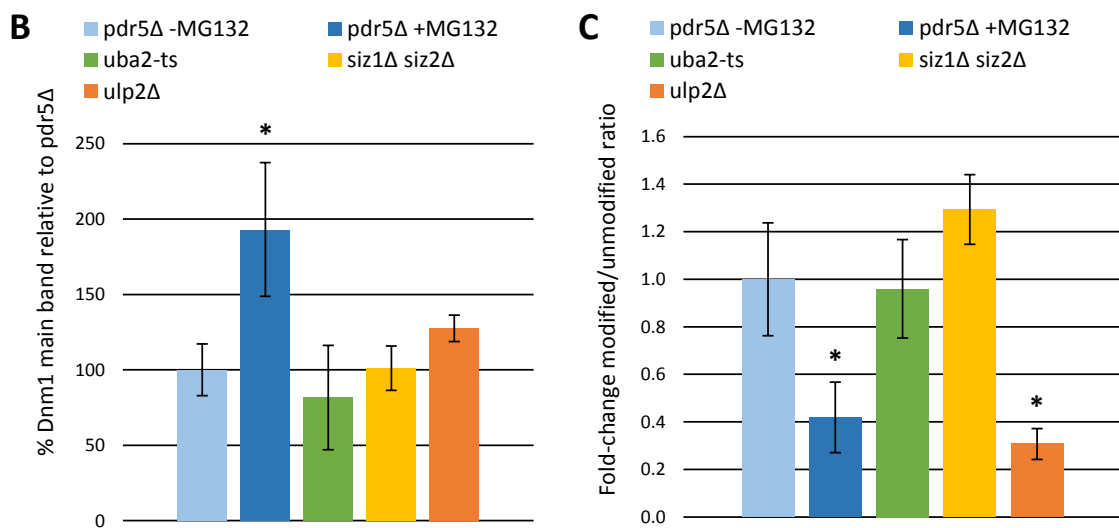 B
pdr5Δ -MG132
pdr5Δ +MG132
uba2-ts
siz1Δ siz2Δ
ulp2Δ
% Dnm1 main band relative to pdr5Δ
250
200
150
100
50
0
*
C
pdr5Δ -MG132
pdr5Δ +MG132
uba2-ts
siz1Δ siz2Δ
ulp2Δ
Fold-change modified/unmodified ratio
1.6
1.4
1.2
1.0
0.8
0.6
0.4
0.2
0.0
*
*